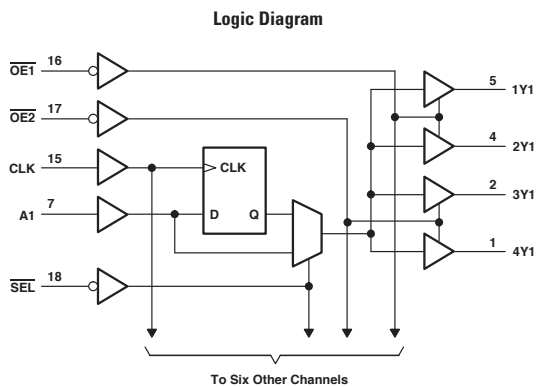 Logic Diagram
OE1 16
OE2 17
CLK 15
A1 7
SEL 18
CLK
D Q
5 1Y1
4 2Y1
2 3Y1
1 4Y1
To Six Other Channels